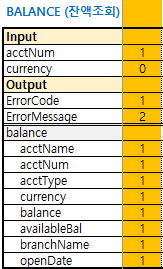 BALANCE (잔액조회)
Input
acctNum 1
currency 0
Output
ErrorCode 1
ErrorMessage 2
balance
acctName 1
acctNum 1
acctType 1
currency 1
balance 1
availableBal 1
branchName 1
openDate 1